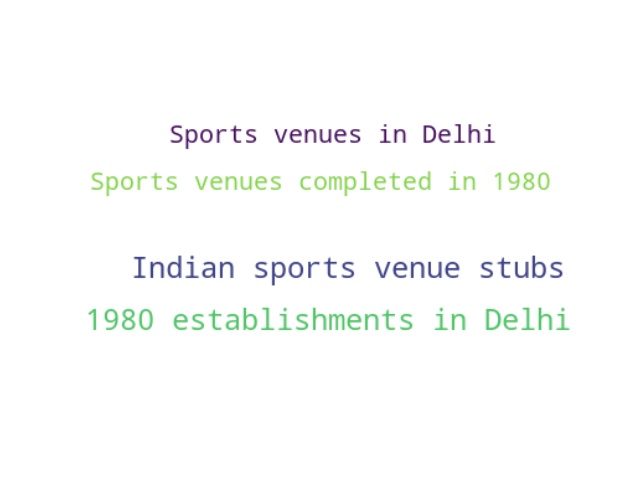 Sports venues in Delhi
Sports venues completed in 1980
Indian sports venue stubs
1980 establishments in Delhi